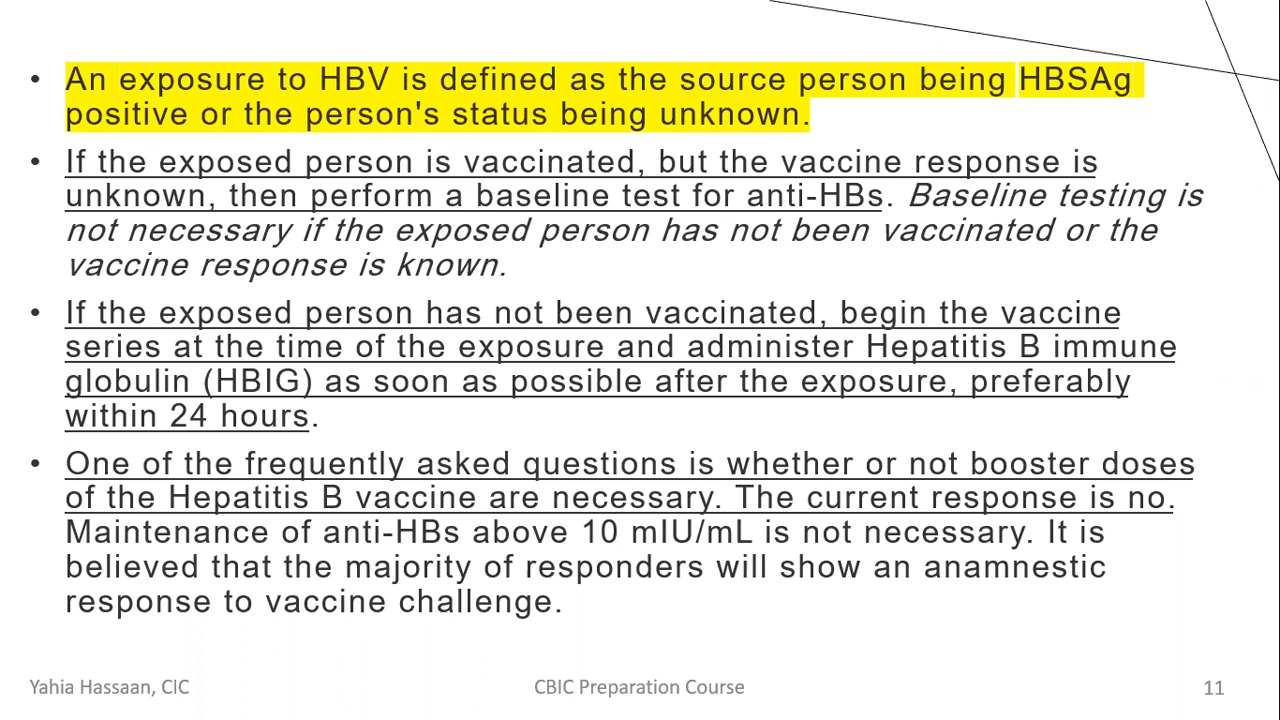 • An exposure to HBV is defined as the source person being HBSAg
positive or the person's status being unknown.
• If the exposed person is vaccinated, but the vaccine response is
unknown, then perform a baseline test for anti-HBs. Baseline testing is
not necessary if the exposed person has not been vaccinated or the
vaccine response is known.
• If the exposed person has not been vaccinated, begin the vaccine
series at the time of the exposure and administer Hepatitis B immune
globulin (HBIG) as soon as possible after the exposure, preferably
within 24 hours.
• One of the frequently asked questions is whether or not booster doses
of the Hepatitis B vaccine are necessary. The current response is no.
Maintenance of anti-HBs above 10 mIU/mL is not necessary. It is
believed that the majority of responders will show an anamnestic
response to vaccine challenge.
Yahia Hassaan, CIC
CBIC Preparation Course
11